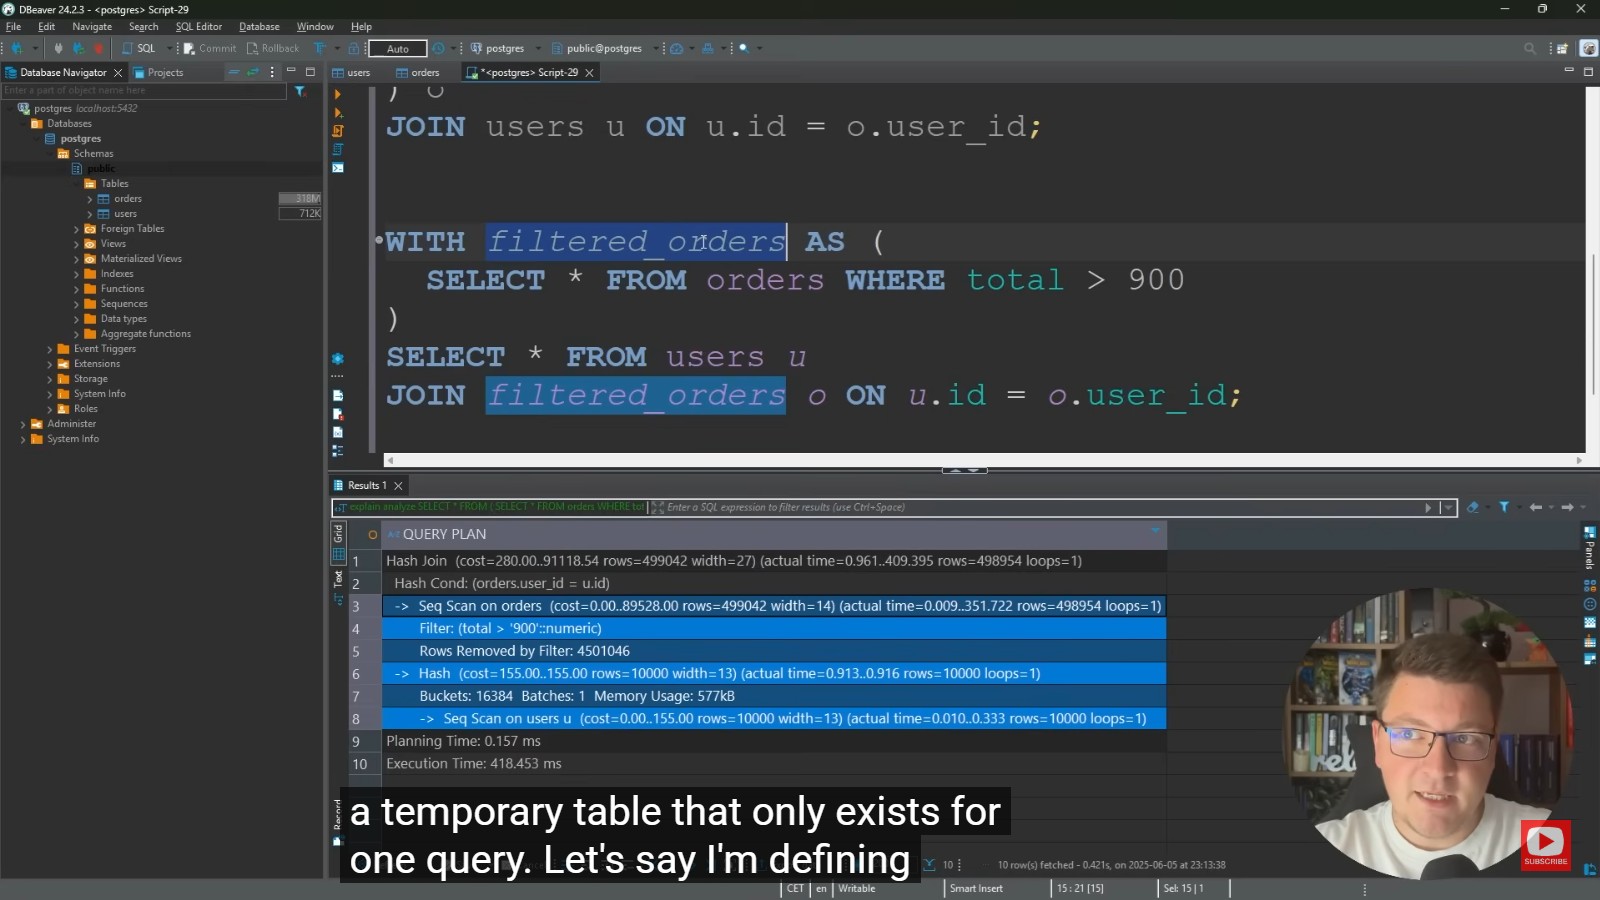 DBeaver 24.2.3 - <postgres> Script-29
File Edit Navigate Search SQL Editor Database Window Help
SQL Commit Rollback Auto postgres public@postgres
Database Navigator Projects
Enter a part of object name here
postgres localhost:5432
Databases
postgres
Schemas
public
Tables
orders 318M
users 712K
Foreign Tables
Views
Materialized Views
Indexes
Functions
Sequences
Data types
Aggregate functions
Event Triggers
Extensions
Storage
System Info
Roles
Administer
System Info
users orders *<postgres> Script-29
) o
JOIN users u ON u.id = o.user_id;
WITH filtered_orders AS (
SELECT * FROM orders WHERE total > 900
)
SELECT * FROM users u
JOIN filtered_orders o ON u.id = o.user_id;
Results 1
explain analyze SELECT * FROM ( SELECT * FROM orders WHERE tot Enter a SQL expression to filter results (use Ctrl+Space)
Grid
Text
Record
Panels
QUERY PLAN
1 Hash Join (cost=280.00..91118.54 rows=499042 width=27) (actual time=0.961..409.395 rows=498954 loops=1)
2 Hash Cond: (orders.user_id = u.id)
3 -> Seq Scan on orders (cost=0.00..89528.00 rows=499042 width=14) (actual time=0.009..351.722 rows=498954 loops=1)
4 Filter: (total > '900'::numeric)
5 Rows Removed by Filter: 4501046
6 -> Hash (cost=155.00..155.00 rows=10000 width=13) (actual time=0.913..0.916 rows=10000 loops=1)
7 Buckets: 16384 Batches: 1 Memory Usage: 577kB
8 -> Seq Scan on users u (cost=0.00..155.00 rows=10000 width=13) (actual time=0.010..0.333 rows=10000 loops=1)
9 Planning Time: 0.157 ms
10 Execution Time: 418.453 ms
a temporary table that only exists for
one query. Let's say I'm defining
SUBSCRIBE
10 10 row(s) fetched - 0.421s, on 2025-06-05 at 23:13:38
CET en Writable Smart Insert 15 : 21 [15] Sel: 15 | 1